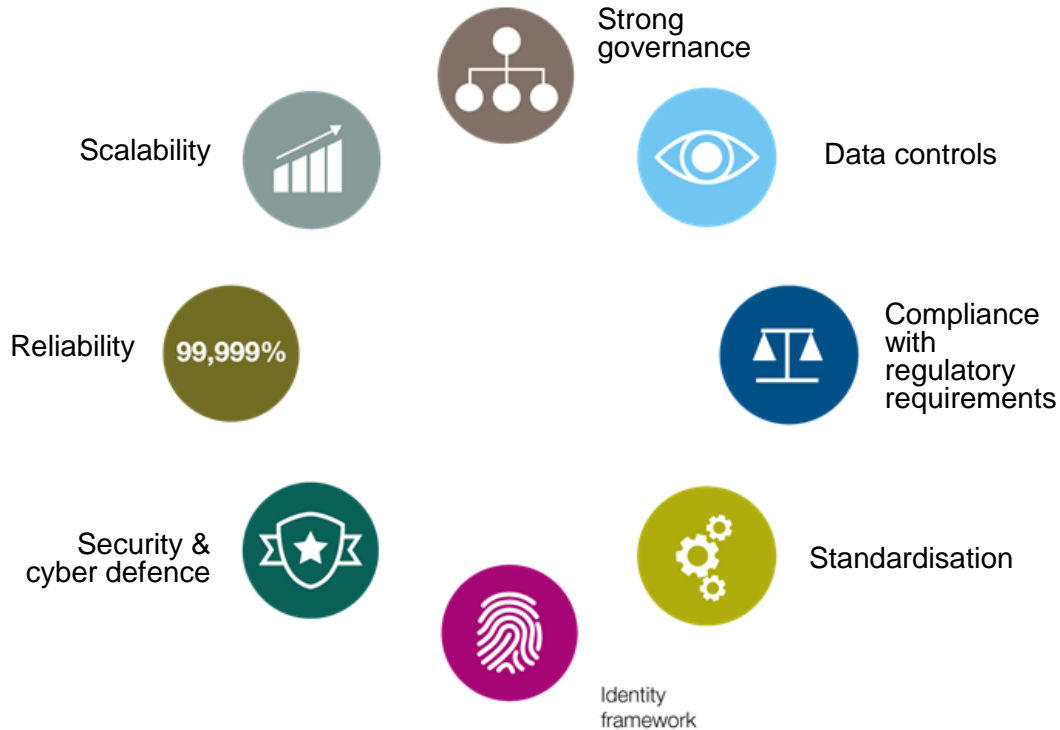 Strong
governance
Scalability
Data controls
Compliance
with
regulatory
requirements
Reliability
99,999%
Security &
cyber defence
Standardisation
Identity
framework